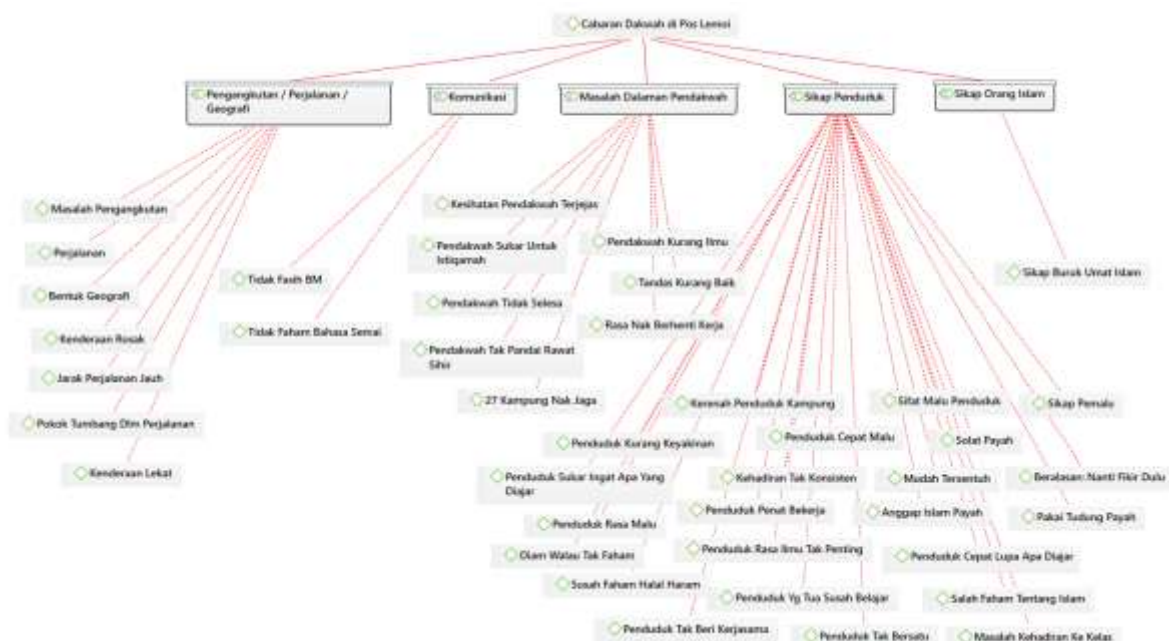 Cabaran Dakwah di Pos Lemoi
Pengangkutan / Perjalanan /
Geografi
Komunikasi
Masalah Dalaman Pendakwah
Sikap Penduduk
Sikap Orang Islam
Masalah Pengangkutan
Perjalanan
Bentuk Geografi
Kenderaan Rosak
Jarak Perjalanan Jauh
Pokok Tumbang Dlm Perjalanan
Kenderaan Lekat
Tidak Fasih BM
Tidak Faham Bahasa Semai
Kesihatan Pendakwah Terjejas
Pendakwah Sukar Untuk
Istiqamah
Pendakwah Tidak Selesa
Pendakwah Tak Pandai Rawat
Sihir
27 Kampung Nak Jaga
Pendakwah Kurang Ilmu
Tandas Kurang Baik
Rasa Nak Berhenti Kerja
Kerenah Penduduk Kampung
Penduduk Kurang Keyakinan
Penduduk Cepat Malu
Penduduk Sukar Ingat Apa Yang
Diajar
Kehadiran Tak Konsisten
Penduduk Penat Bekerja
Penduduk Rasa Malu
Diam Walau Tak Faham
Penduduk Rasa Ilmu Tak Penting
Susah Faham Halal Haram
Penduduk Yg Tua Susah Belajar
Penduduk Tak Beri Kerjasama
Penduduk Tak Bersatu
Sifat Malu Penduduk
Sikap Pemalu
Solat Payah
Mudah Tersentuh
Beralasan: Nanti Fikir Dulu
Anggap Islam Payah
Pakai Tudung Payah
Penduduk Cepat Lupa Apa Diajar
Salah Faham Tentang Islam
Masalah Kehadiran Ke Kelas
Sikap Buruk Umat Islam